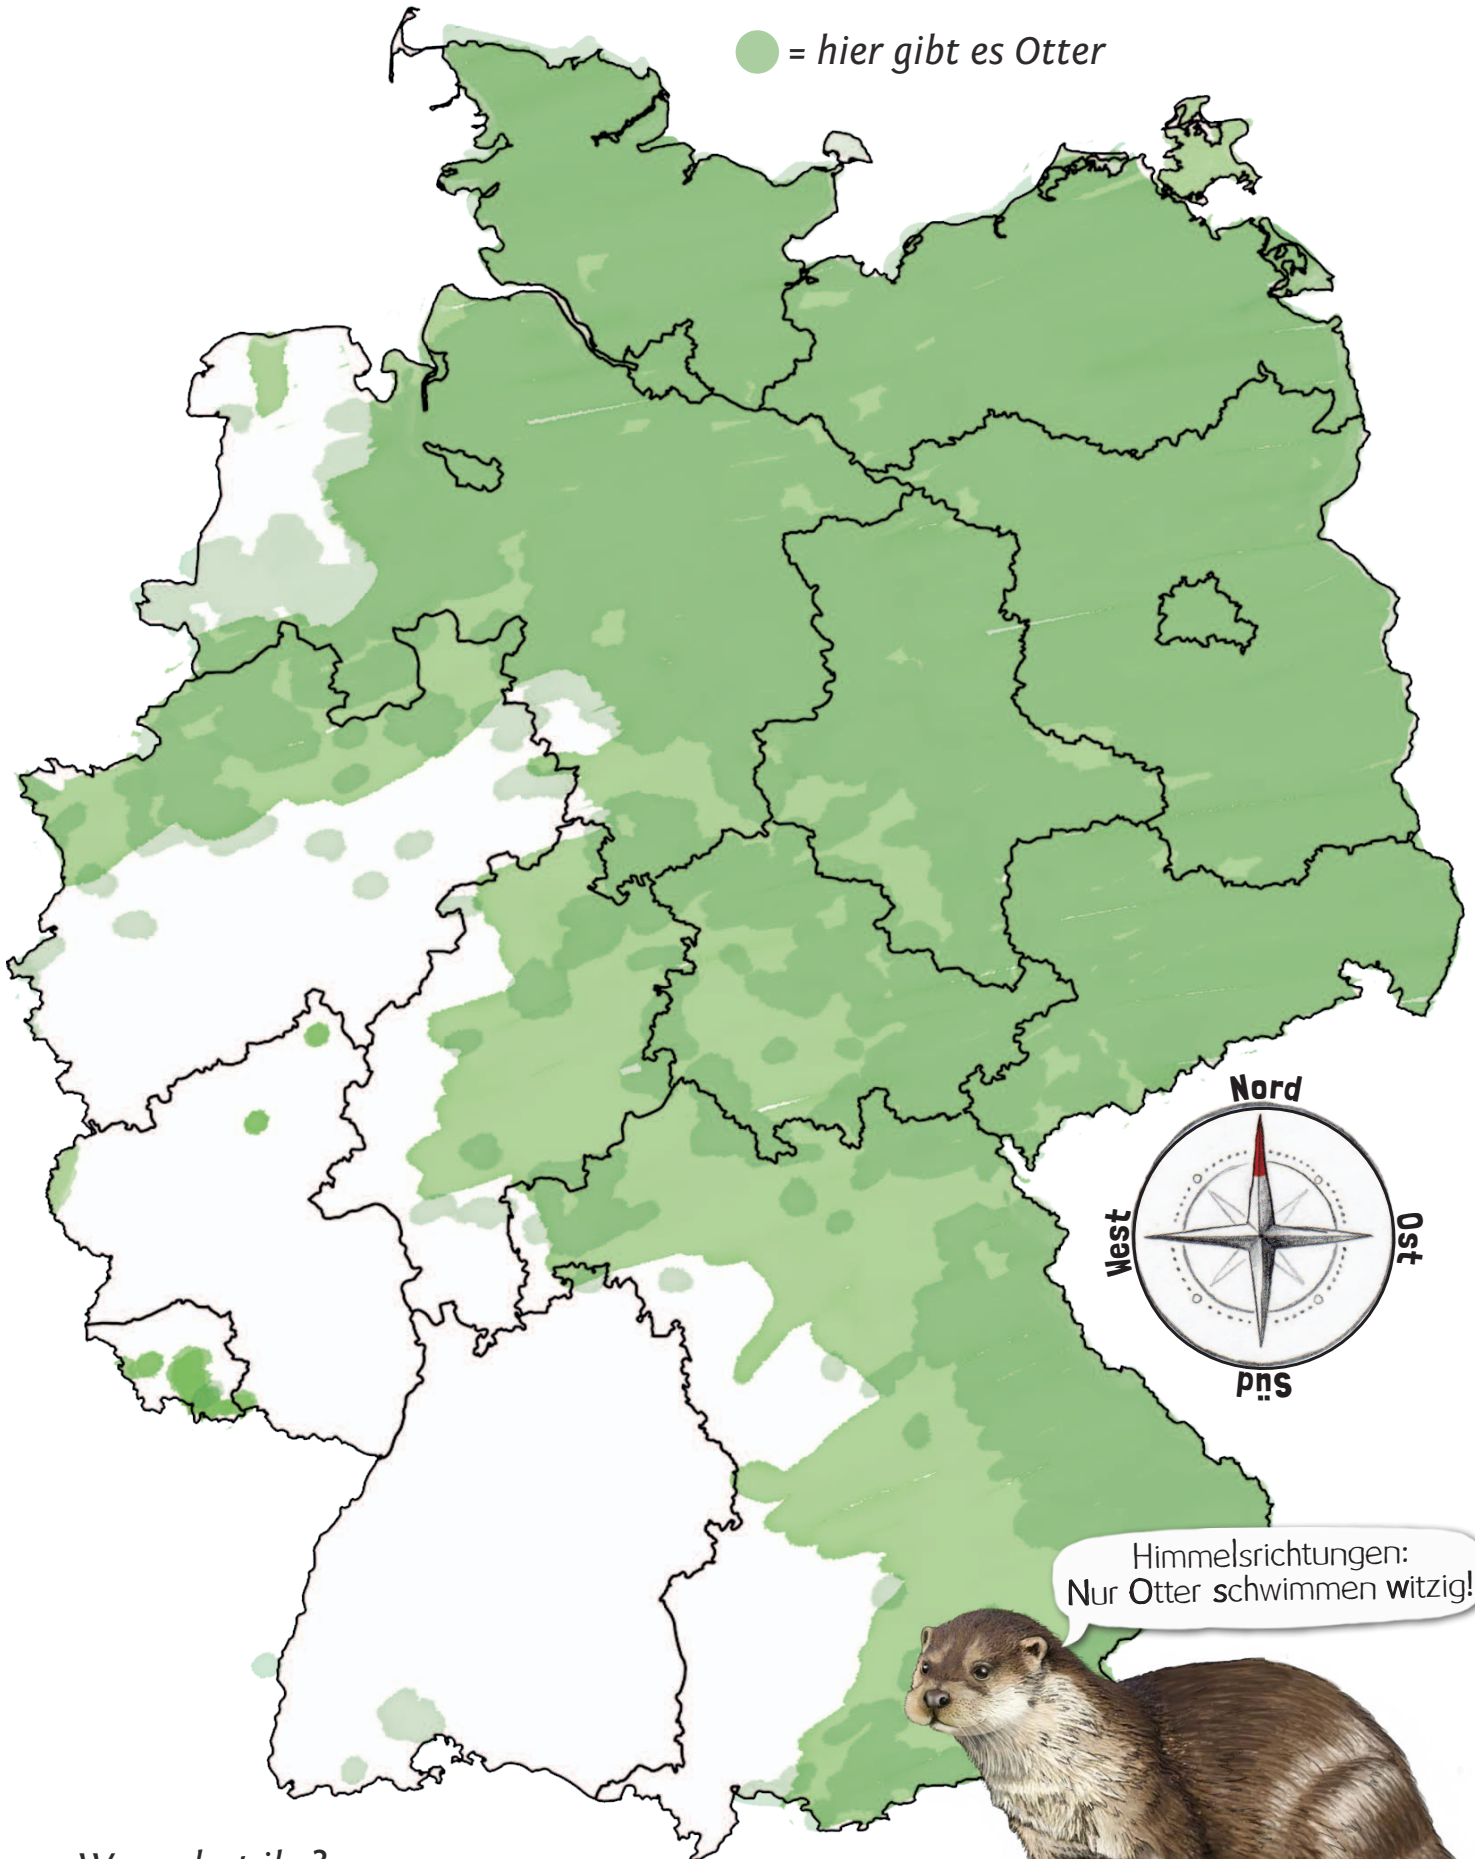 = hier gibt es Otter
Nord
West
Ost
Süd
Himmelsrichtungen:
Nur Otter schwimmen witzig!